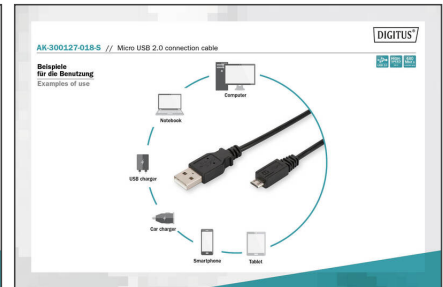 DIGITUS®
AK-300127-018-S // Micro USB 2.0 connection cable
Beispiele
für die Benutzung
Examples of use
Computer
Notebook
USB charger
Car charger
Smartphone
Tablet